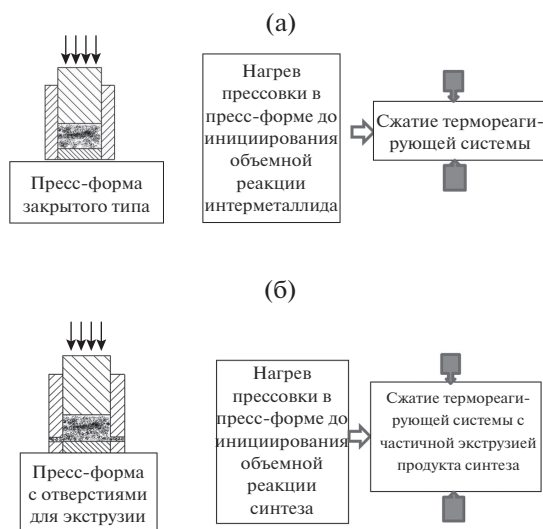 (а)
Пресс-форма
закрытого типа
Нагрев
прессовки в
пресс-форме до
инициирования
объемной
реакции
интерметаллида
Сжатие термореаги-
рующей системы
(б)
Пресс-форма
с отверстиями
для экструзии
Нагрев
прессовки в
пресс-форме до
инициирования
объемной
реакции
синтеза
Сжатие термореаги-
рующей системы с
частичной экструзией
продукта синтеза